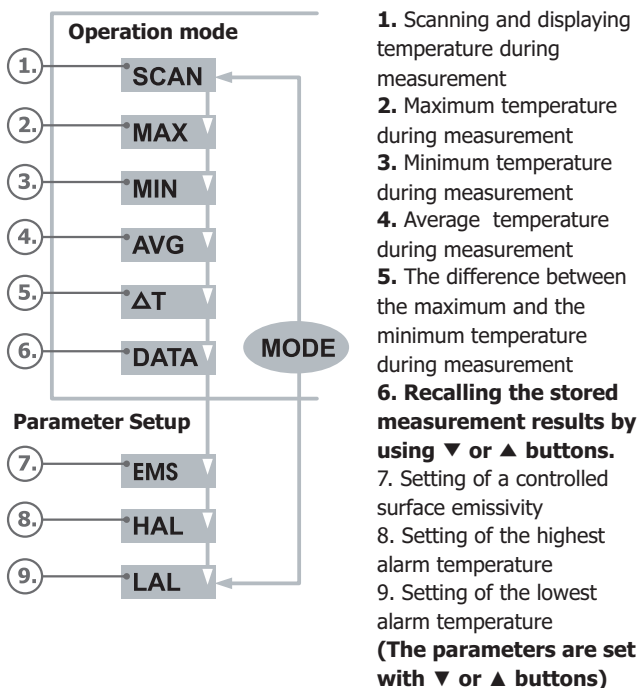 Operation mode
1. SCAN
2. MAX
3. MIN
4. AVG
5. ΔT
6. DATA
MODE
Parameter Setup
7. EMS
8. HAL
9. LAL
1. Scanning and displaying
temperature during
measurement
2. Maximum temperature
during measurement
3. Minimum temperature
during measurement
4. Average temperature
during measurement
5. The difference between
the maximum and the
minimum temperature
during measurement
6. Recalling the stored
measurement results by
using ▼ or ▲ buttons.
7. Setting of a controlled
surface emissivity
8. Setting of the highest
alarm temperature
9. Setting of the lowest
alarm temperature
(The parameters are set
with ▼ or ▲ buttons)